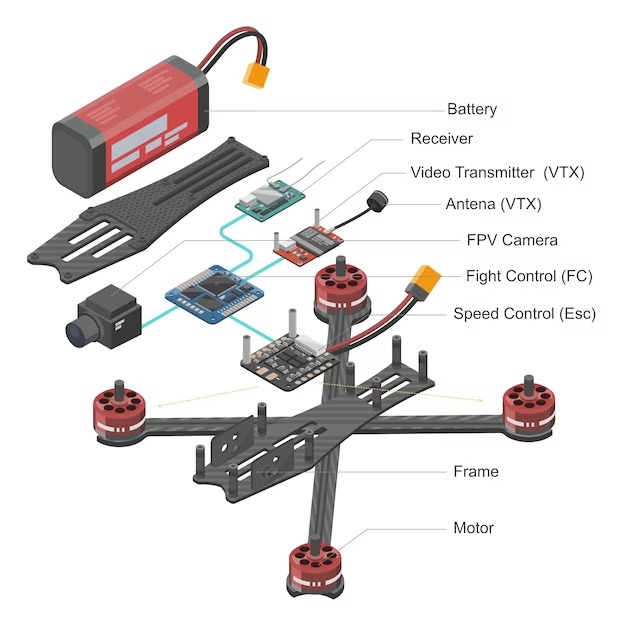 Battery
Receiver
Video Transmitter (VTX)
Antena (VTX)
FPV Camera
Fight Control (FC)
Speed Control (Esc)
Frame
Motor